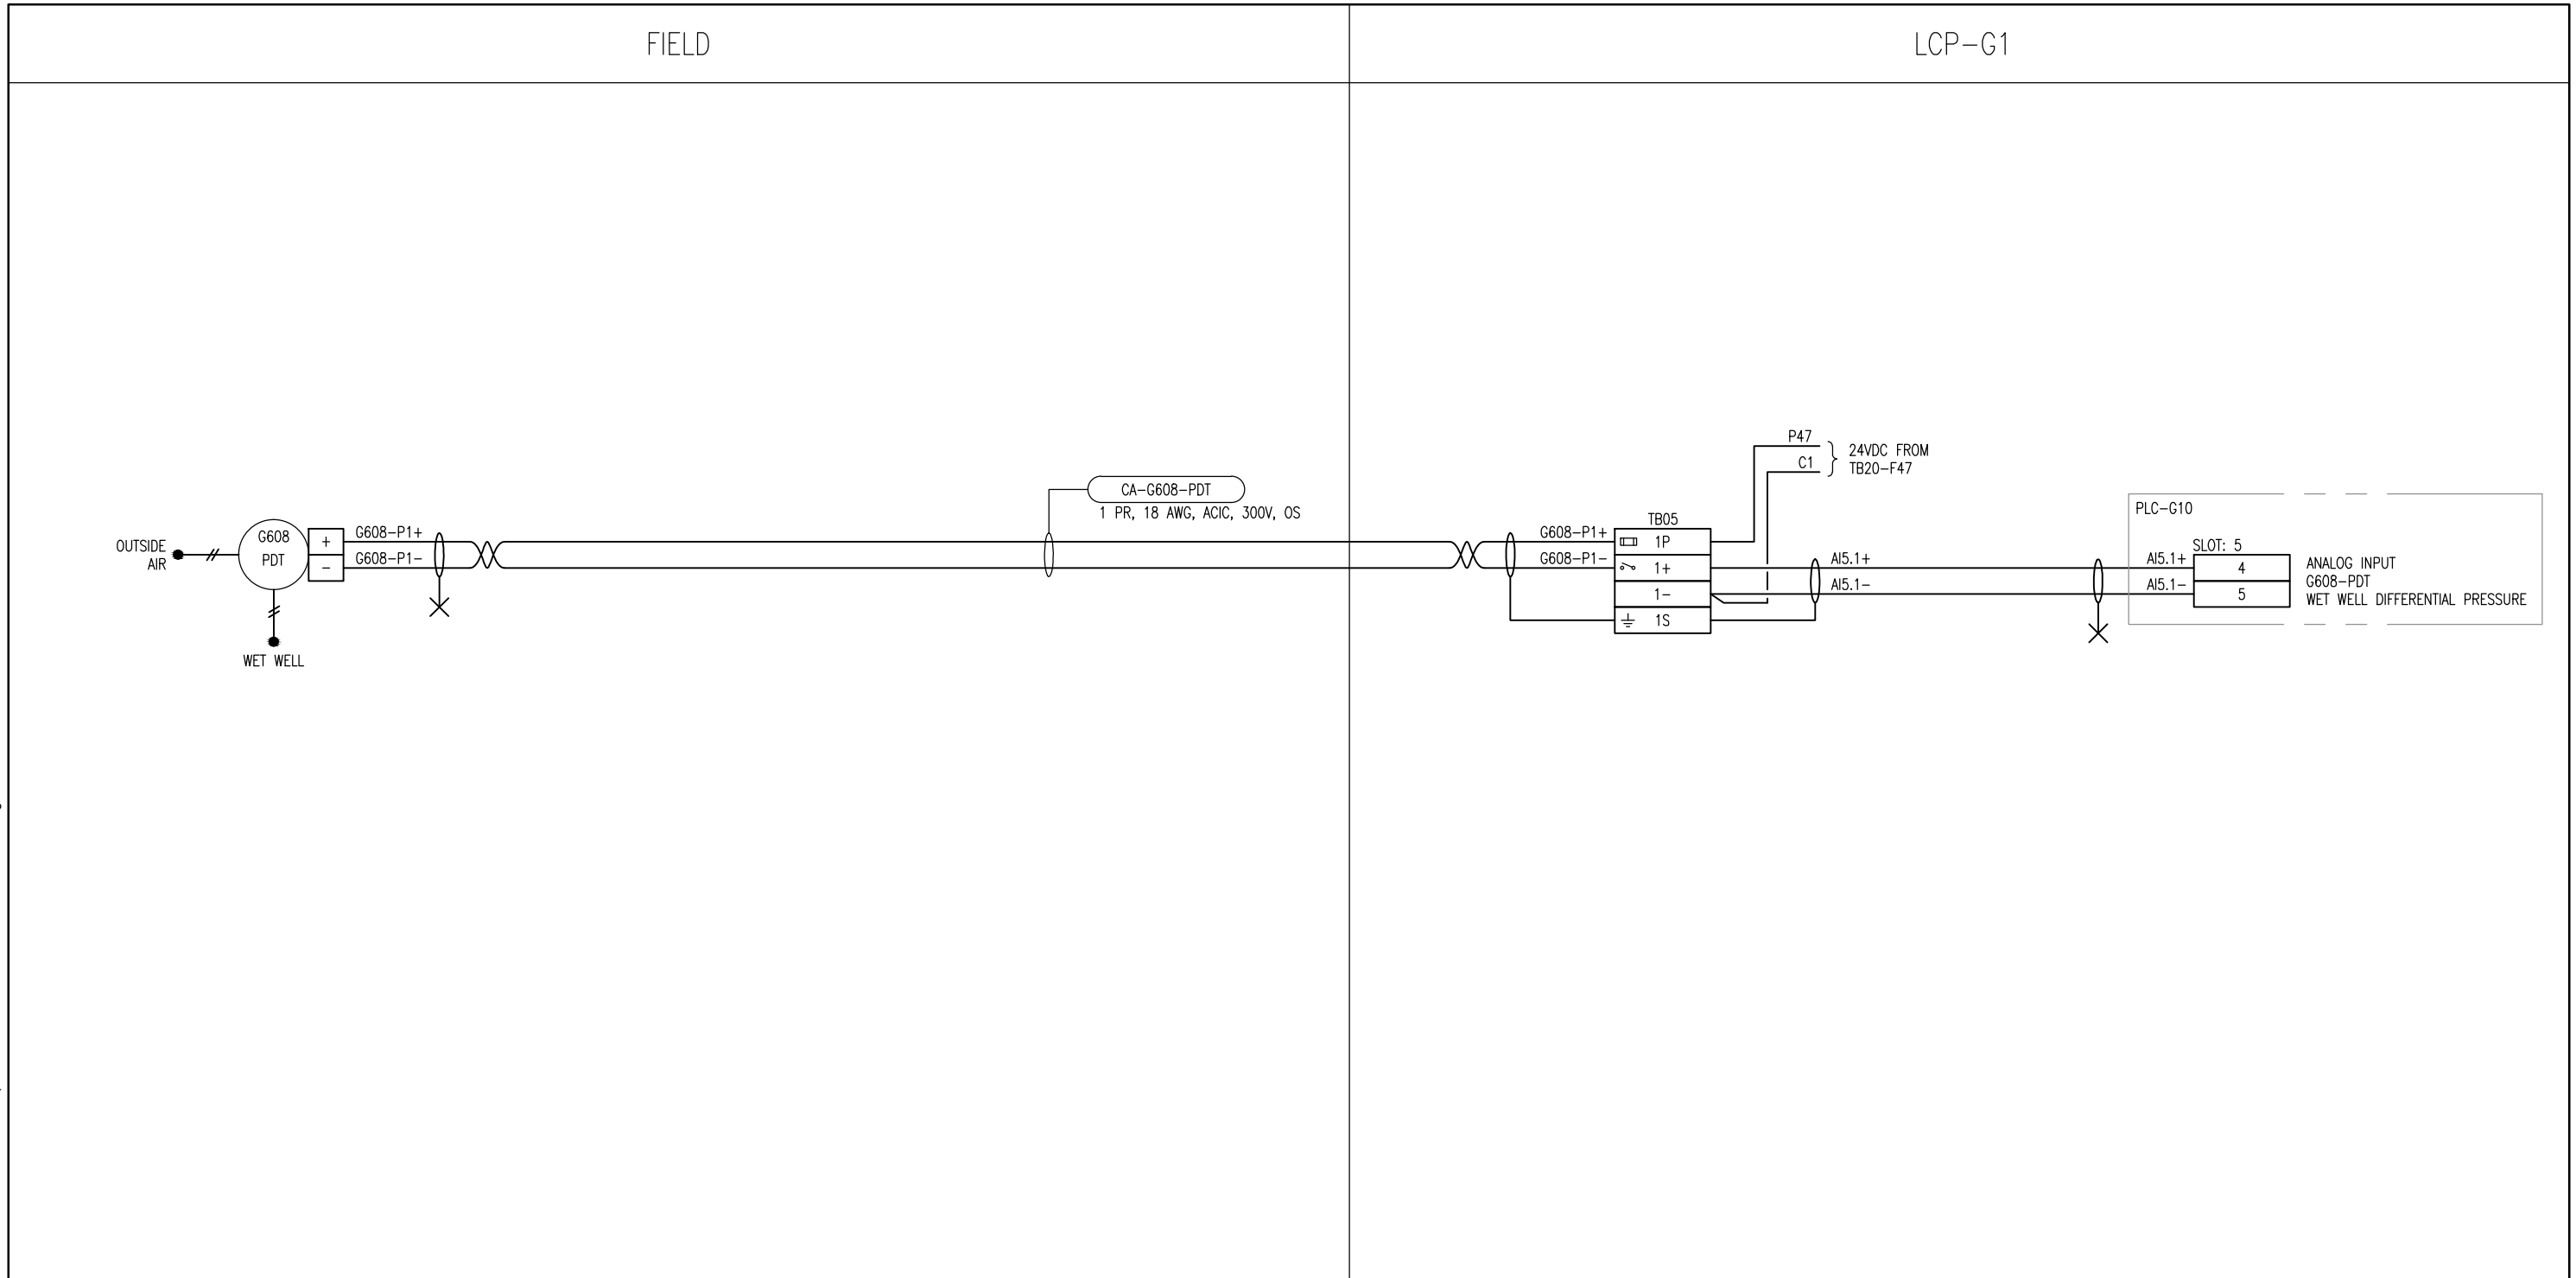 FIELD
LCP-G1
P47
C1
24VDC FROM
TB20-F47
CA-G608-PDT
1 PR, 18 AWG, ACIC, 300V, OS
OUTSIDE
AIR
G608
PDT
+
-
G608-P1+
G608-P1-
WET WELL
G608-P1+
G608-P1-
TB05
1P
1+
1-
1S
AI5.1+
AI5.1-
PLC-G10
SLOT: 5
AI5.1+
AI5.1-
4
5
ANALOG INPUT
G608-PDT
WET WELL DIFFERENTIAL PRESSURE